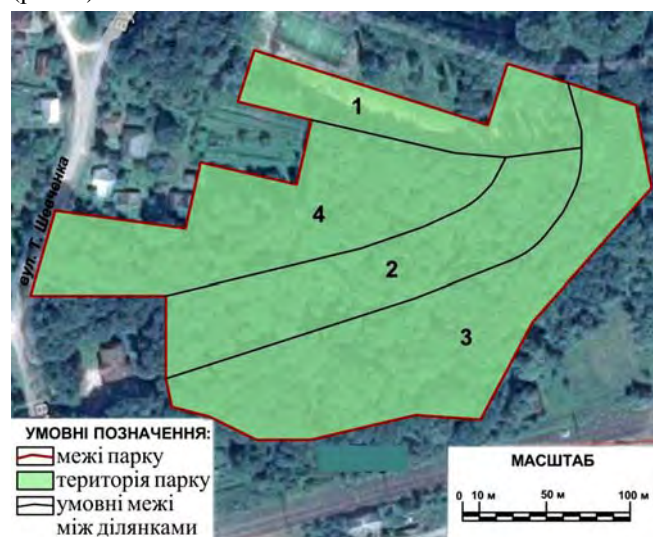 1
4
2
3
вул. Т. Шевченка
УМОВНІ ПОЗНАЧЕННЯ:
межі парку
територія парку
умовні межі
між ділянками
МАСШТАБ
0 10 м 50 м 100 м